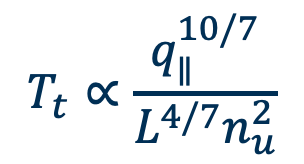 T_t ∝ q_∥^{10/7} / L^{4/7} n_u^2